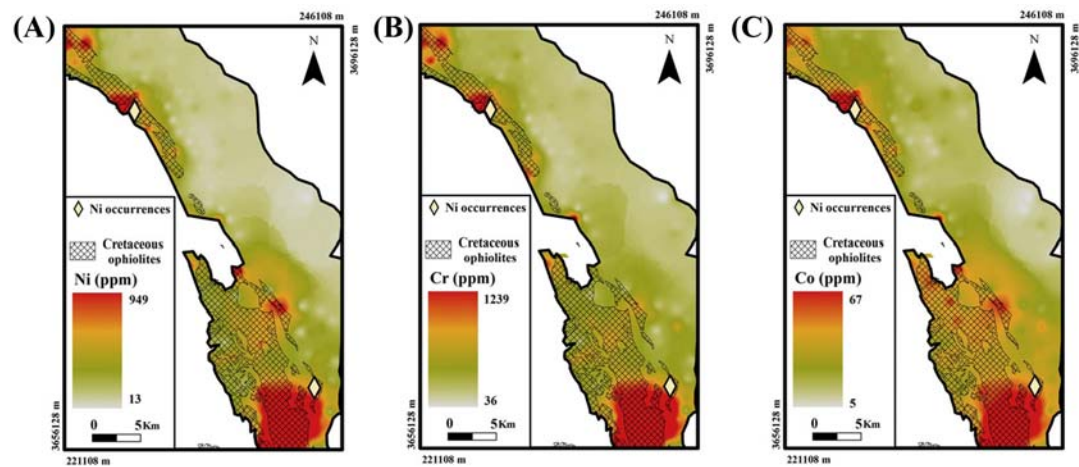 (A)
246108 m
3696128 m
N
Ni occurrences
Cretaceous
ophiolites
Ni (ppm)
949
13
0 5Km
3656128 m
221108 m
(B)
246108 m
3696128 m
N
Ni occurrences
Cretaceous
ophiolites
Cr (ppm)
1239
36
0 5Km
3656128 m
221108 m
(C)
246108 m
3696128 m
N
Ni occurrences
Cretaceous
ophiolites
Co (ppm)
67
5
0 5Km
3656128 m
221108 m